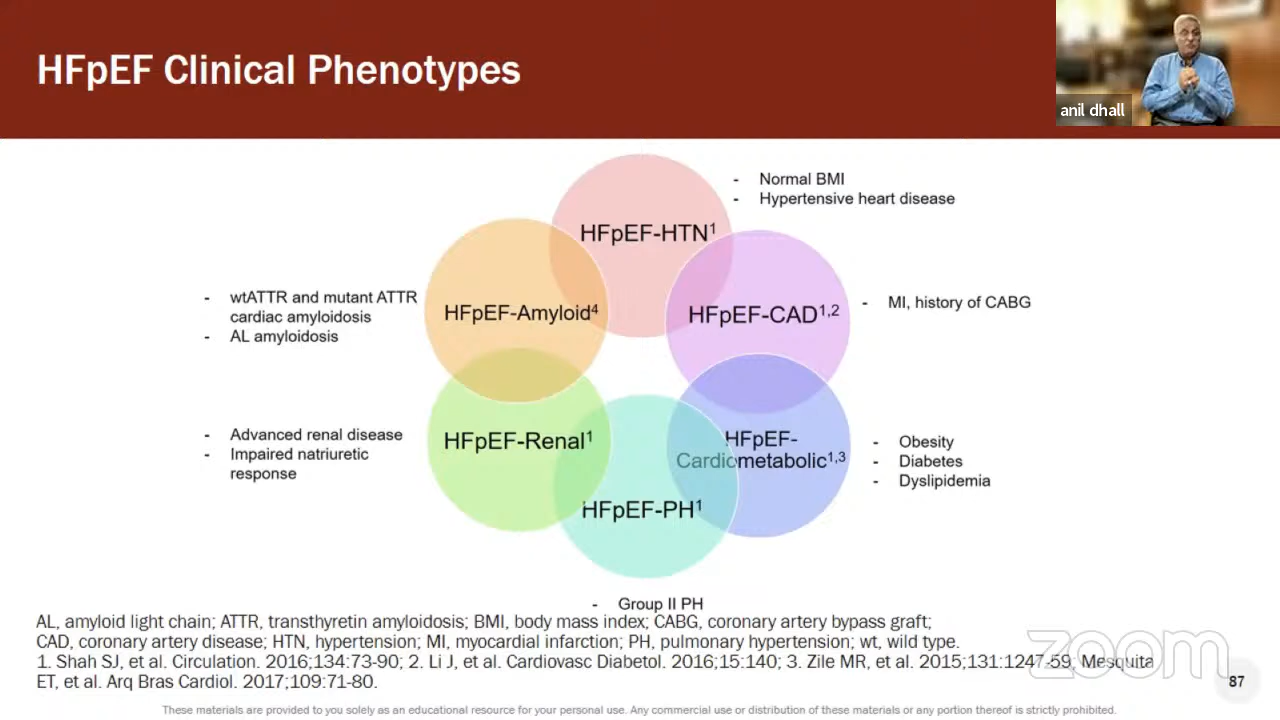 HFpEF Clinical Phenotypes
anil dhall
- Normal BMI
- Hypertensive heart disease
HFpEF-HTN¹
- wtATTR and mutant ATTR
cardiac amyloidosis
- AL amyloidosis
HFpEF-Amyloid⁴
HFpEF-CAD¹,²
- MI, history of CABG
- Advanced renal disease
- Impaired natriuretic
response
HFpEF-Renal¹
HFpEF-
Cardiometabolic¹,³
- Obesity
- Diabetes
- Dyslipidemia
HFpEF-PH¹
- Group II PH
AL, amyloid light chain; ATTR, transthyretin amyloidosis; BMI, body mass index; CABG, coronary artery bypass graft;
CAD, coronary artery disease; HTN, hypertension; MI, myocardial infarction; PH, pulmonary hypertension; wt, wild type.
1. Shah SJ, et al. Circulation. 2016;134:73-90; 2. Li J, et al. Cardiovasc Diabetol. 2016;15:140; 3. Zile MR, et al. 2015;131:1247-59; Mesquita
ET, et al. Arq Bras Cardiol. 2017;109:71-80.
zoom
87
These materials are provided to you solely as an educational resource for your personal use. Any commercial use or distribution of these materials or any portion thereof is strictly prohibited.